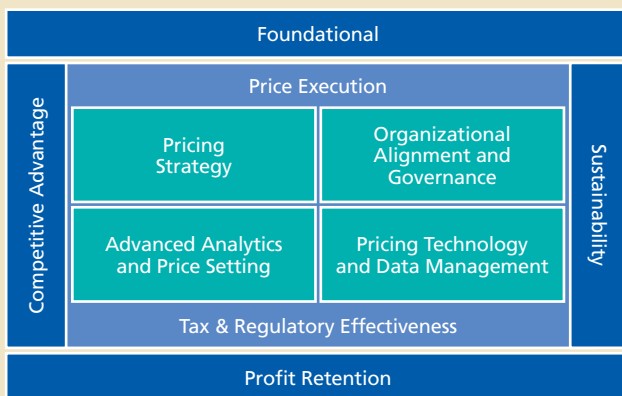 Foundational
Competitive Advantage
Price Execution
Pricing
Strategy
Organizational
Alignment and
Governance
Advanced Analytics
and Price Setting
Pricing Technology
and Data Management
Tax & Regulatory Effectiveness
Sustainability
Profit Retention